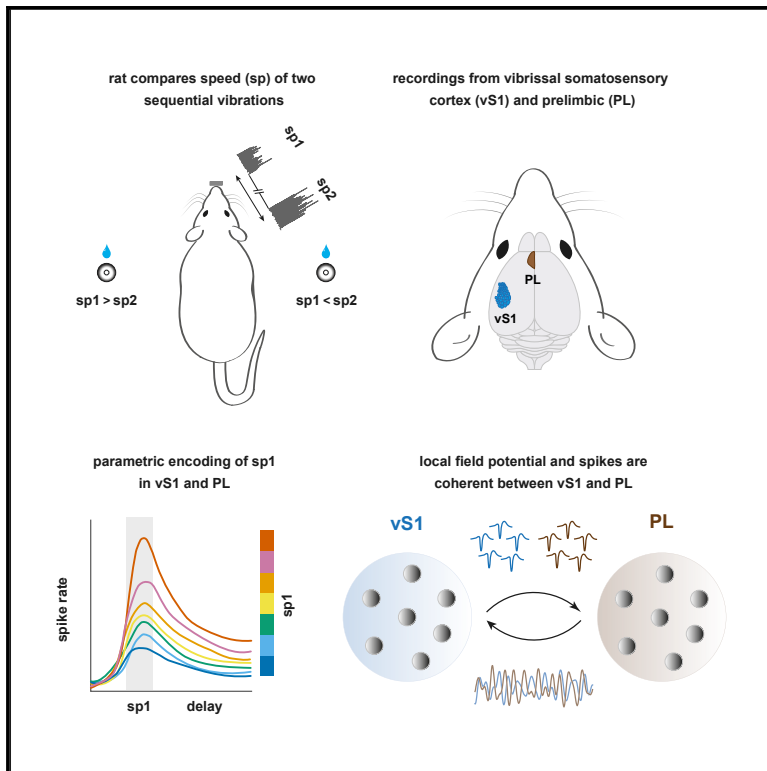 rat compares speed (sp) of two
sequential vibrations
sp1
sp2
sp1 > sp2
sp1 < sp2
recordings from vibrissal somatosensory
cortex (vS1) and prelimbic (PL)
PL
vS1
parametric encoding of sp1
in vS1 and PL
spike rate
sp1
sp1
delay
local field potential and spikes are
coherent between vS1 and PL
vS1
PL